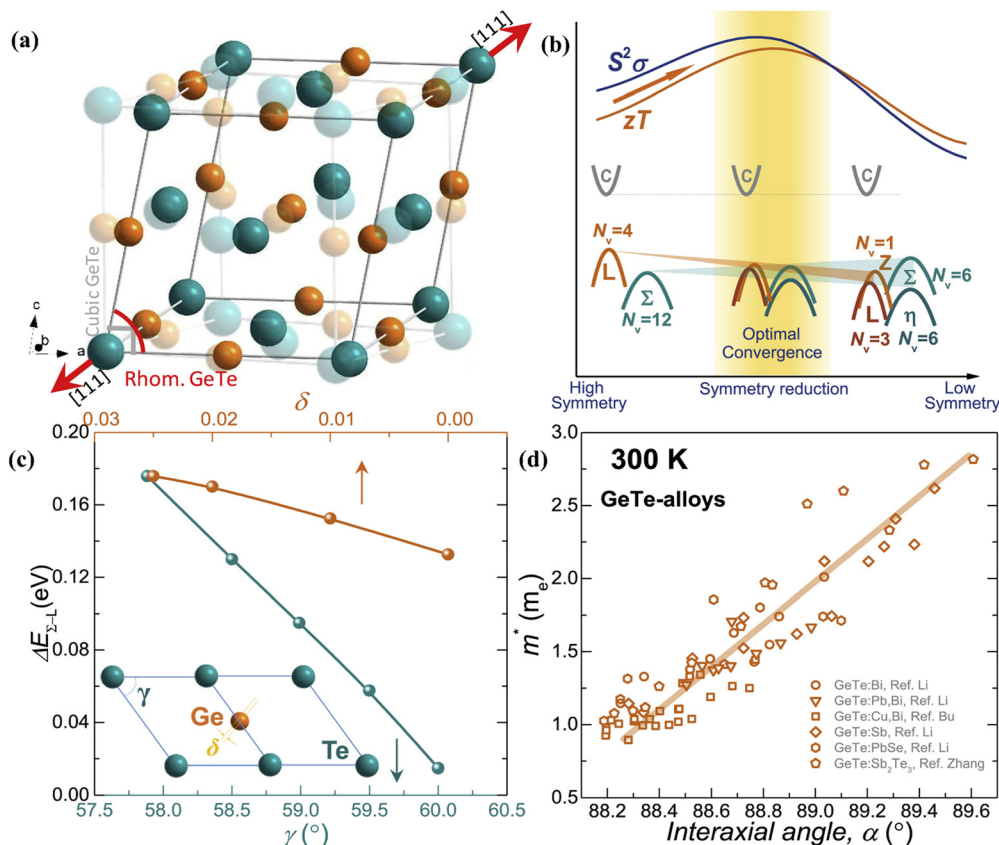 (a)
[111]
Cubic GeTe
c
b
a
[111]
Rhom. GeTe
(b)
S²σ
zT
C
C
C
Nᵥ=4
L
Σ
Nᵥ=12
Nᵥ=1
Z
Σ
Nᵥ=6
L
η
Nᵥ=3
Nᵥ=6
Optimal
Convergence
High
Symmetry
Symmetry reduction
Low
Symmetry
δ
0.03
0.02
0.01
0.00
(c)
0.20
0.16
0.12
0.08
0.04
0.00
ΔE_Σ–L(eV)
γ
Ge
δ
Te
57.5
58.0
58.5
59.0
59.5
60.0
60.5
γ (°)
(d)
300 K
GeTe-alloys
3.0
2.5
2.0
1.5
1.0
0.5
m* (mₑ)
GeTe:Bi, Ref. Li
GeTe:Pb,Bi, Ref. Li
GeTe:Cu,Bi, Ref. Bu
GeTe:Sb, Ref. Li
GeTe:PbSe, Ref. Li
GeTe:Sb₂Te₃, Ref. Zhang
88.2
88.4
88.6
88.8
89.0
89.2
89.4
89.6
Interaxial angle, α (°)